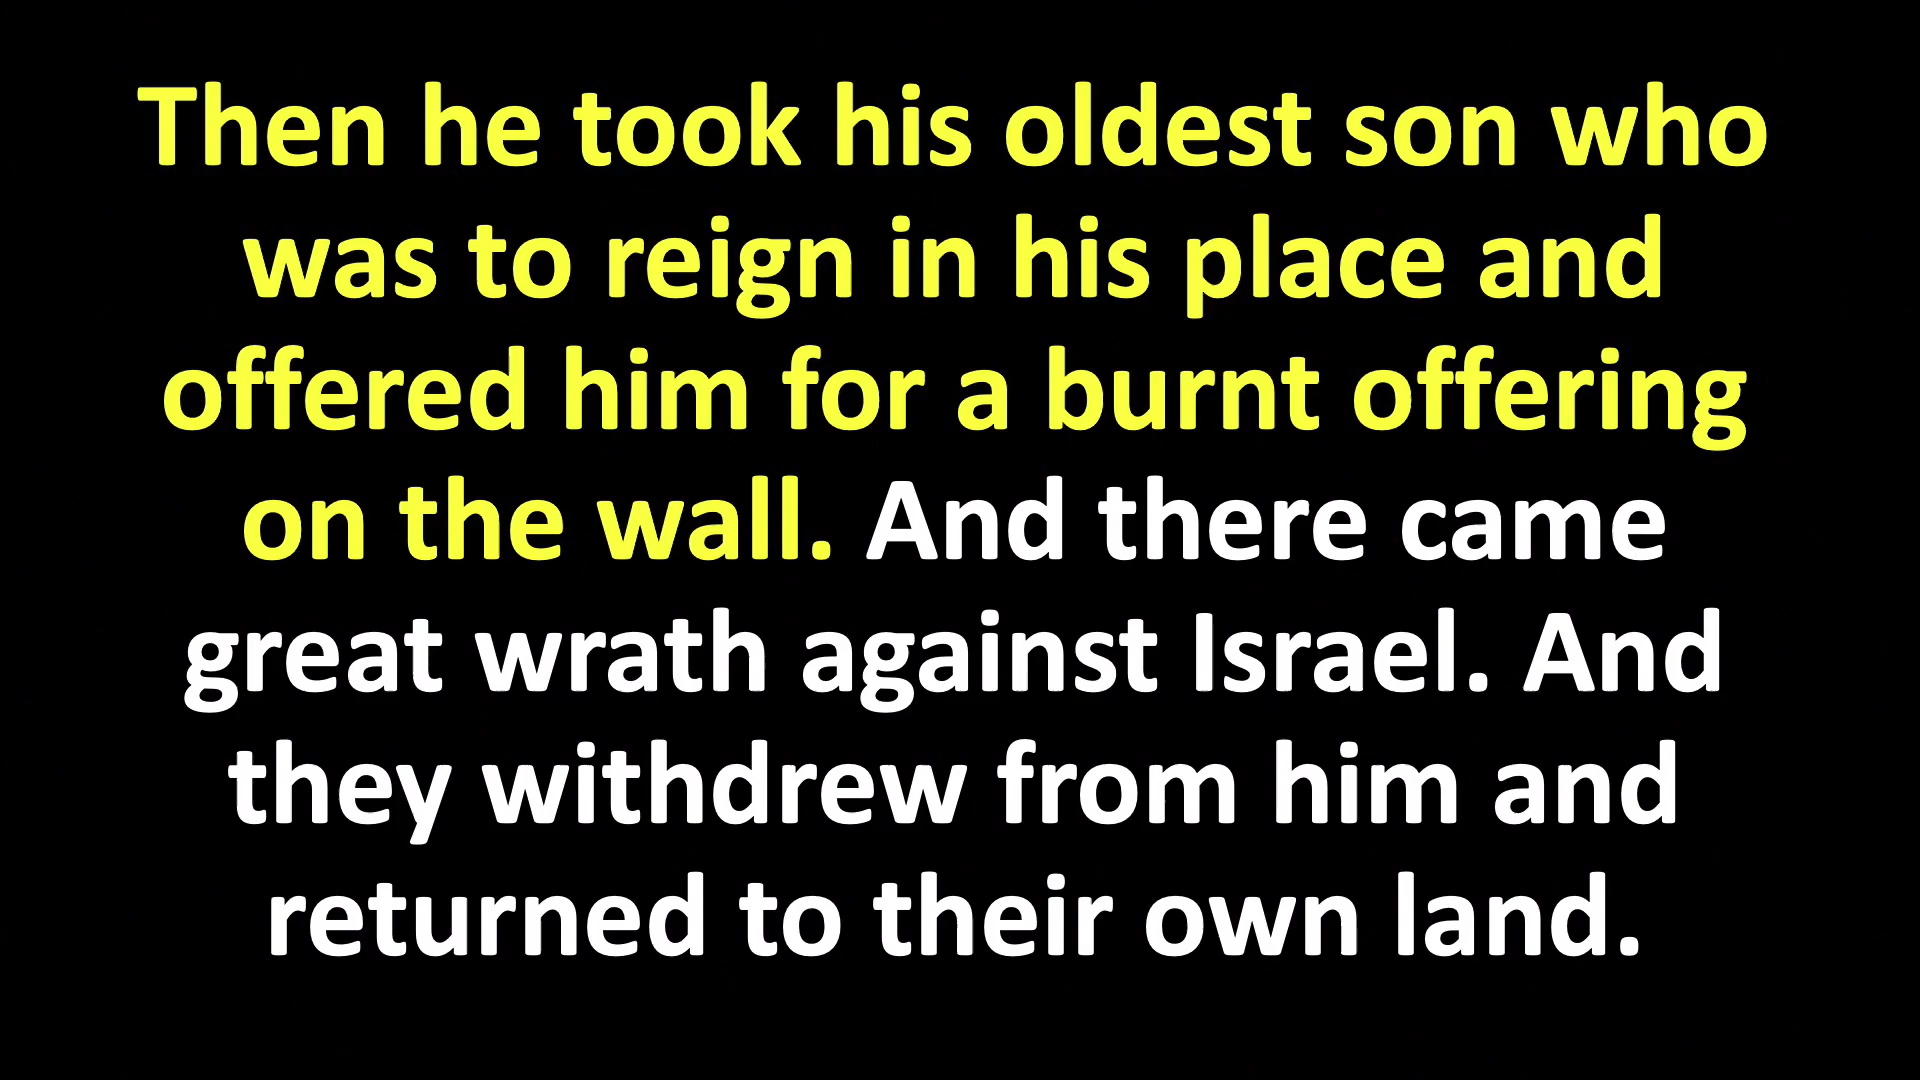 Then he took his oldest son who
was to reign in his place and
offered him for a burnt offering
on the wall. And there came
great wrath against Israel. And
they withdrew from him and
returned to their own land.